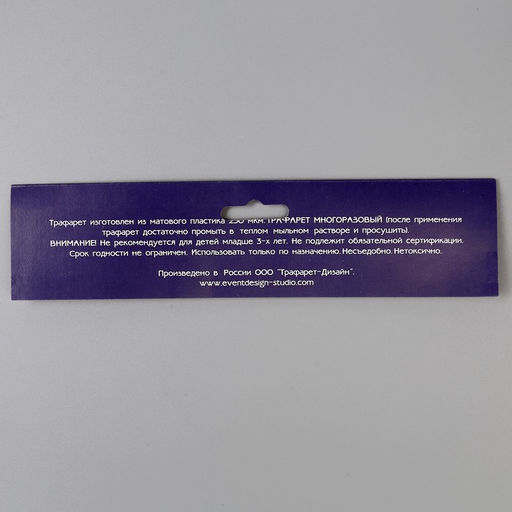 Трафарет изготовлен из матового пластика 250 мкм. ТРАФАРЕТ МНОГОРАЗОВЫЙ (после применения
трафарет достаточно промыть в теплом мыльном растворе и просушить).
ВНИМАНИЕ! Не рекомендуется для детей младше 3-х лет. Не подлежит обязательной сертификации.
Срок годности не ограничен. Использовать только по назначению. Несъедобно. Нетоксично.
Произведено в России ООО "Трафарет-Дизайн".
www.eventdesign-studio.com